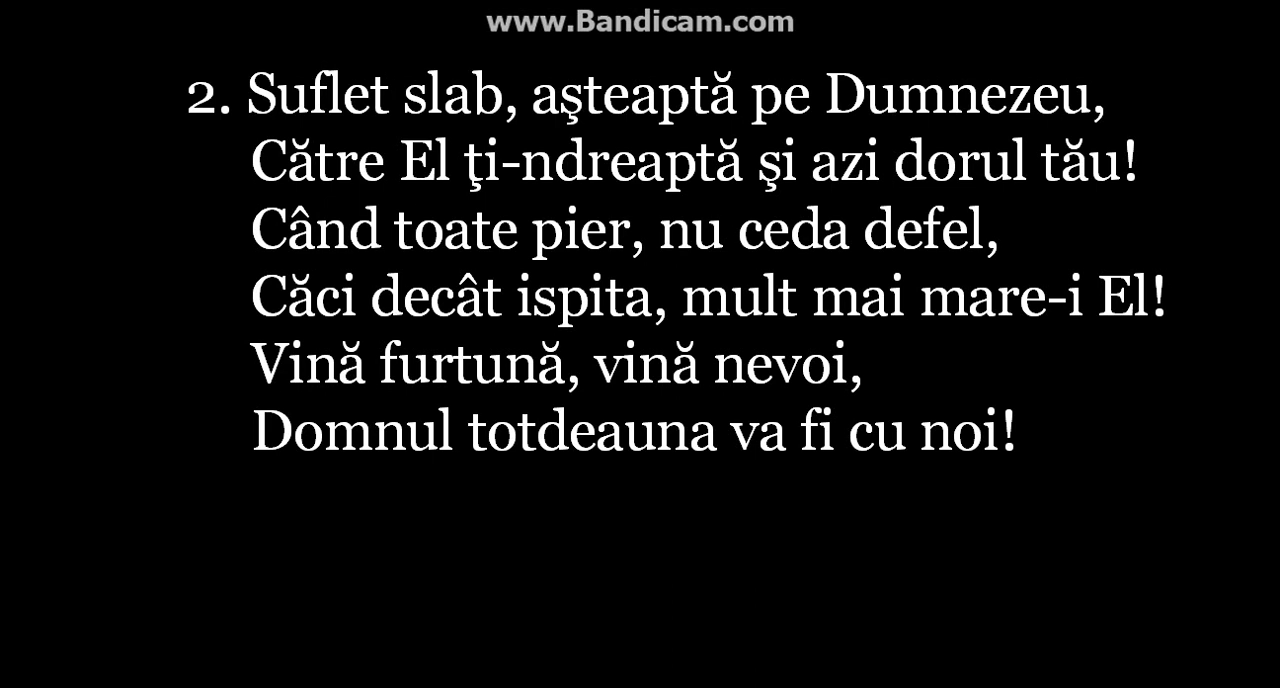 www.Bandicam.com
2. Suflet slab, aşteaptă pe Dumnezeu,
Către El ţi-ndreaptă şi azi dorul tău!
Când toate pier, nu ceda defel,
Căci decât ispita, mult mai mare-i El!
Vină furtună, vină nevoi,
Domnul totdeauna va fi cu noi!